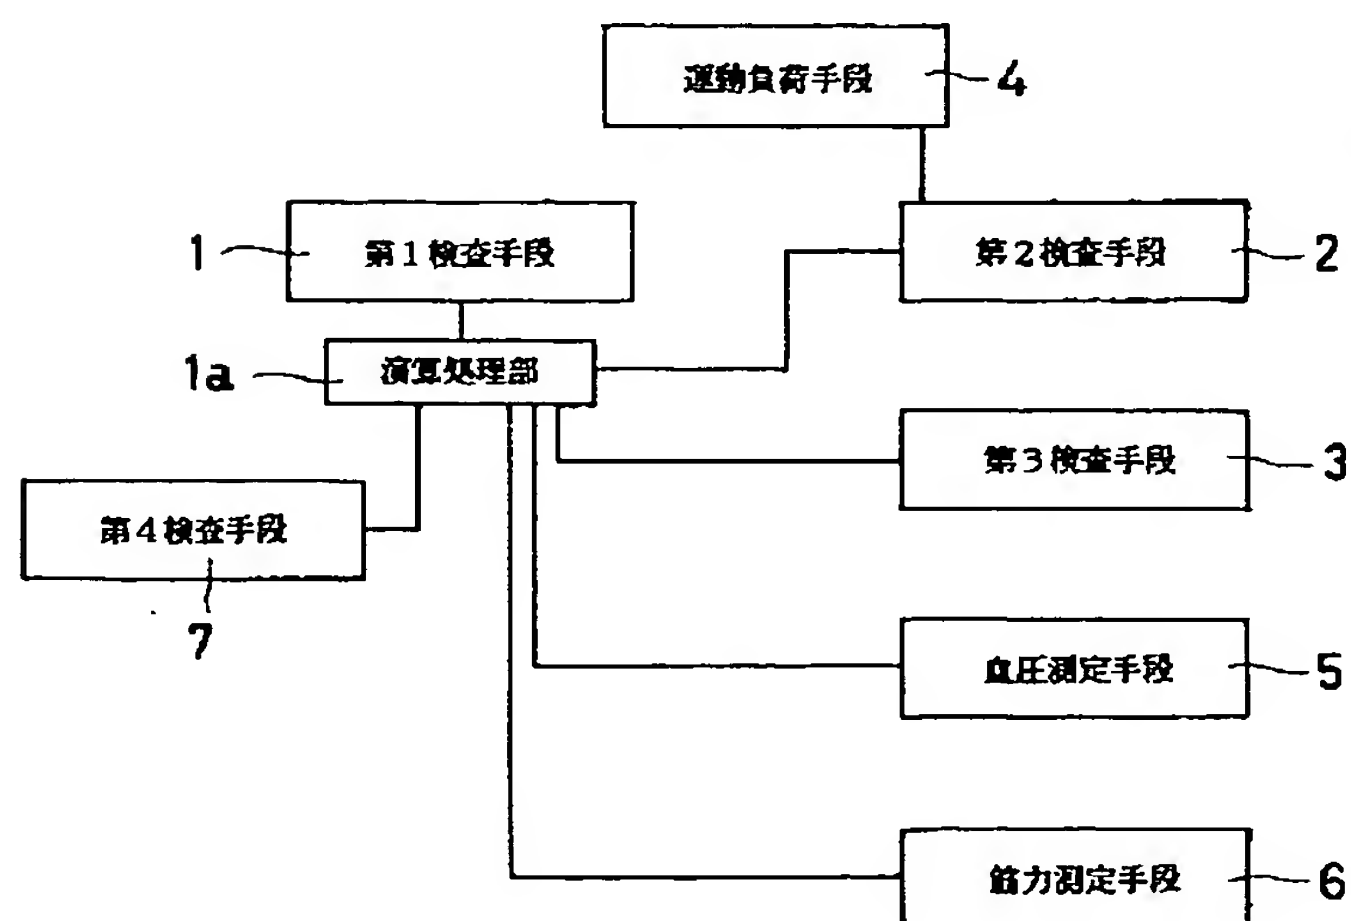 運動負荷手段 4
1 第1検査手段
第2検査手段 2
1a 演算処理部
第3検査手段 3
第4検査手段
7
血圧測定手段 5
筋力測定手段 6